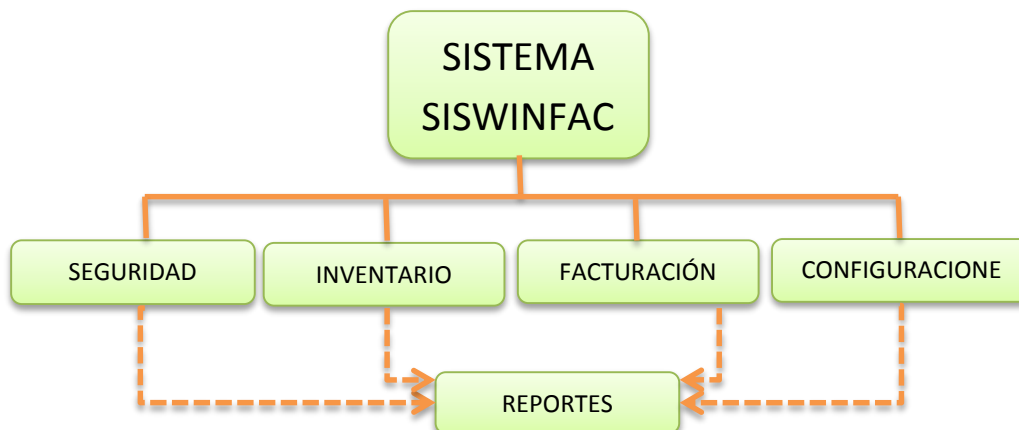 SISTEMA
SISWINFAC
SEGURIDAD
INVENTARIO
FACTURACIÓN
CONFIGURACIONE
REPORTES